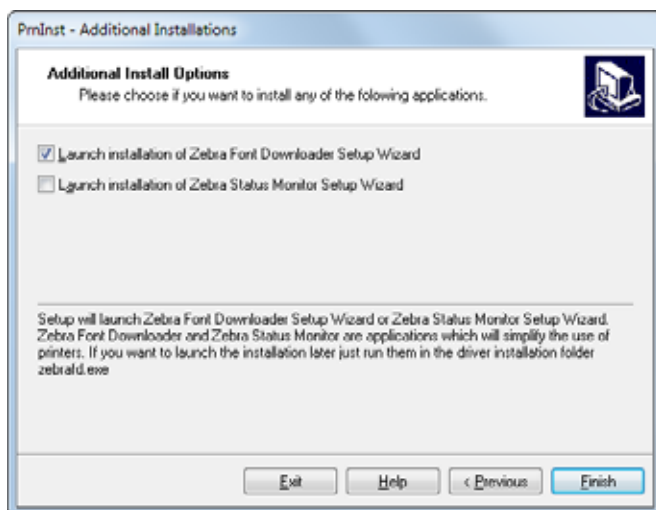 PrnInst - Additional Installations
Additional Install Options
Please choose if you want to install any of the folowing applications.
Launch installation of Zebra Font Downloader Setup Wizard
Launch installation of Zebra Status Monitor Setup Wizard
Setup will launch Zebra Font Downloader Setup Wizard or Zebra Status Monitor Setup Wizard.
Zebra Font Downloader and Zebra Status Monitor are applications which will simplify the use of
printers. If you want to launch the installation later just run them in the driver installation folder
zebrald.exe
Exit Help < Previous Finish